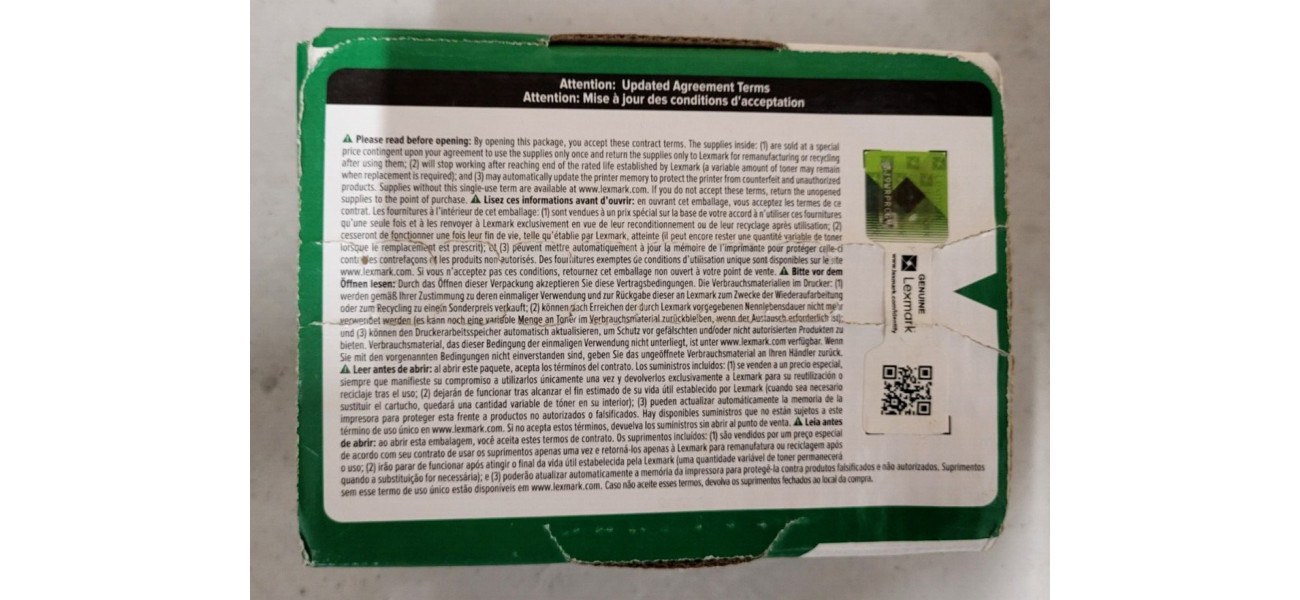 Attention: Updated Agreement Terms
Attention: Mise à jour des conditions d'acceptation
Please read before opening: By opening this package, you accept these contract terms. The supplies inside: (1) are sold at a special
price contingent upon your agreement to use the supplies only once and return the supplies only to Lexmark for remanufacturing or recycling
after using them; (2) will stop working after reaching end of the rated life established by Lexmark (a variable amount of toner may remain
when replacement is required); and (3) may automatically update the printer memory to protect the printer from counterfeit and unauthorized
products. Supplies without this single-use term are available at www.lexmark.com. If you do not accept these terms, return the unopened
supplies to the point of purchase. Lisez ces informations avant d'ouvrir: en ouvrant cet emballage, vous acceptez les termes de ce
contrat. Les fournitures à l'intérieur de cet emballage: (1) sont vendues à un prix spécial sur la base de votre accord à n'utiliser ces fournitures
qu'une seule fois et à les renvoyer à Lexmark exclusivement en vue de leur reconditionnement ou de leur recyclage après utilisation; (2)
cesseront de fonctionner une fois leur fin de vie, telle qu'établie par Lexmark, atteinte (il peut encore rester une quantité variable de toner
lorsque le remplacement est prescrit); et (3) peuvent mettre automatiquement à jour la mémoire de l'imprimante pour protéger celle-ci
des contrefaçons et les produits non autorisés. Des fournitures exemptes de conditions d'utilisation unique sont disponibles sur le site
www.lexmark.com. Si vous n'acceptez pas ces conditions, retournez cet emballage non ouvert à votre point de vente. Bitte vor dem
Öffnen lesen: Durch das Öffnen dieser Verpackung akzeptieren Sie diese Vertragsbedingungen. Die Verbrauchsmaterialien im Drucker: (1)
werden gemäß Ihrer Zustimmung zu deren einmaliger Verwendung und zur Rückgabe dieser an Lexmark zum Zwecke der Wiederaufarbeitung
oder zum Recycling zu einem Sonderpreis verkauft; (2) können nach Erreichen der durch Lexmark vorgegebenen Nennlebensdauer nicht mehr
verwendet werden (es kann noch eine variable Menge an Toner im Verbrauchsmaterial zurückbleiben, wenn der Austausch erforderlich ist);
und (3) können den Druckerarbeitsspeicher automatisch aktualisieren, um Schutz vor gefälschten und/oder nicht autorisierten Produkten zu
bieten. Verbrauchsmaterial, das dieser Bedingung der einmaligen Verwendung nicht unterliegt, ist unter www.lexmark.com verfügbar. Wenn
Sie mit den vorgenannten Bedingungen nicht einverstanden sind, geben Sie das ungeöffnete Verbrauchsmaterial an Ihren Händler zurück.
Leer antes de abrir: al abrir este paquete, acepta los términos del contrato. Los suministros incluidos: (1) se venden a un precio especial,
siempre que manifieste su compromiso a utilizarlos únicamente una vez y devolverlos exclusivamente a Lexmark para su reutilización o
reciclaje tras el uso; (2) dejarán de funcionar tras alcanzar el fin estimado de su vida útil establecido por Lexmark (cuando sea necesario
sustituir el cartucho, quedará una cantidad variable de tóner en su interior); (3) pueden actualizar automáticamente la memoria de la
impresora para proteger esta frente a productos no autorizados o falsificados. Hay disponibles suministros que no están sujetos a este
término de uso único en www.lexmark.com. Si no acepta estos términos, devuelva los suministros sin abrir al punto de venta. Leia antes
de abrir: ao abrir esta embalagem, você aceita estes termos de contrato. Os suprimentos incluídos: (1) são vendidos por um preço especial
de acordo com seu contrato de usar os suprimentos apenas uma vez e retorná-los apenas à Lexmark para remanufatura ou reciclagem após
o uso; (2) irão parar de funcionar após atingir o final da vida útil estabelecida pela Lexmark (uma quantidade variável de toner permanecerá
quando a substituição for necessária); e (3) poderão atualizar automaticamente a memória da impressora para protegê-la contra produtos falsificados e não autorizados. Suprimentos
sem esse termo de uso único estão disponíveis em www.lexmark.com. Caso não aceite esses termos, devolva os suprimentos fechados ao local da compra.
GENUINE
Lexmark
www.lexmark.com/identify